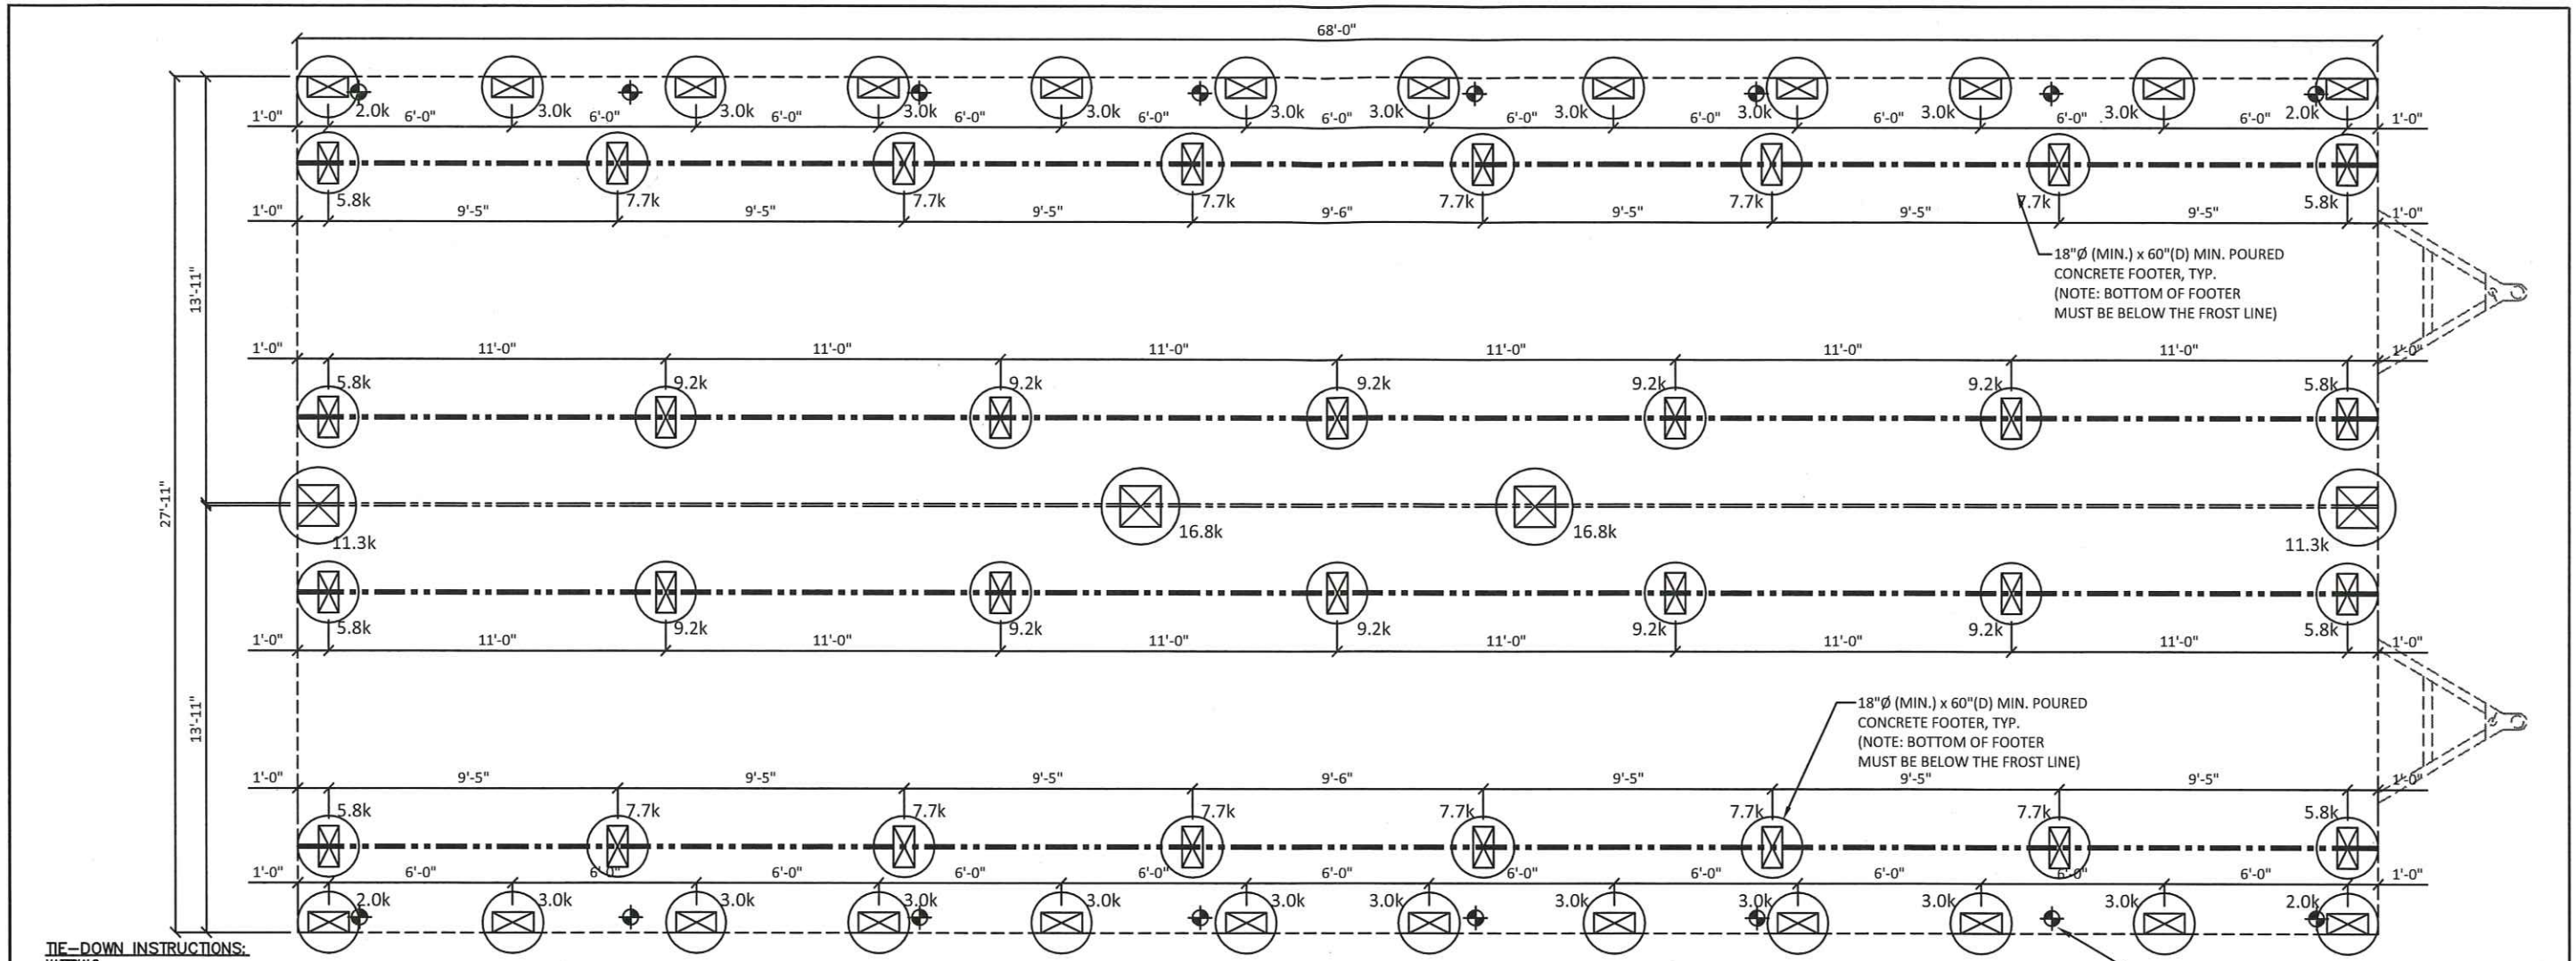 68'-0"
2.0k 3.0k 3.0k 3.0k 3.0k 3.0k 3.0k 3.0k 3.0k 3.0k 3.0k 2.0k
1'-0" 6'-0" 6'-0" 6'-0" 6'-0" 6'-0" 6'-0" 6'-0" 6'-0" 6'-0" 6'-0" 6'-0" 1'-0"
5.8k 7.7k 7.7k 7.7k 7.7k 7.7k 7.7k 5.8k
1'-0" 9'-5" 9'-5" 9'-5" 9'-6" 9'-5" 9'-5" 9'-5" 1'-0"
18"Ø (MIN.) x 60"(D) MIN. POURED
CONCRETE FOOTER, TYP.
(NOTE: BOTTOM OF FOOTER
MUST BE BELOW THE FROST LINE)
13'-11"
1'-0" 11'-0" 11'-0" 11'-0" 11'-0" 11'-0" 11'-0" 1'-0"
5.8k 9.2k 9.2k 9.2k 9.2k 9.2k 5.8k
27'-11"
11.3k 16.8k 16.8k 11.3k
5.8k 9.2k 9.2k 9.2k 9.2k 9.2k 5.8k
1'-0" 11'-0" 11'-0" 11'-0" 11'-0" 11'-0" 11'-0" 1'-0"
13'-11"
18"Ø (MIN.) x 60"(D) MIN. POURED
CONCRETE FOOTER, TYP.
(NOTE: BOTTOM OF FOOTER
MUST BE BELOW THE FROST LINE)
1'-0" 9'-5" 9'-5" 9'-5" 9'-6" 9'-5" 9'-5" 9'-5" 1'-0"
5.8k 7.7k 7.7k 7.7k 7.7k 7.7k 7.7k 5.8k
1'-0" 6'-0" 6'-0" 6'-0" 6'-0" 6'-0" 6'-0" 6'-0" 6'-0" 6'-0" 6'-0" 6'-0" 1'-0"
2.0k 3.0k 3.0k 3.0k 3.0k 3.0k 3.0k 3.0k 3.0k 3.0k 3.0k 2.0k
TIE-DOWN INSTRUCTIONS: